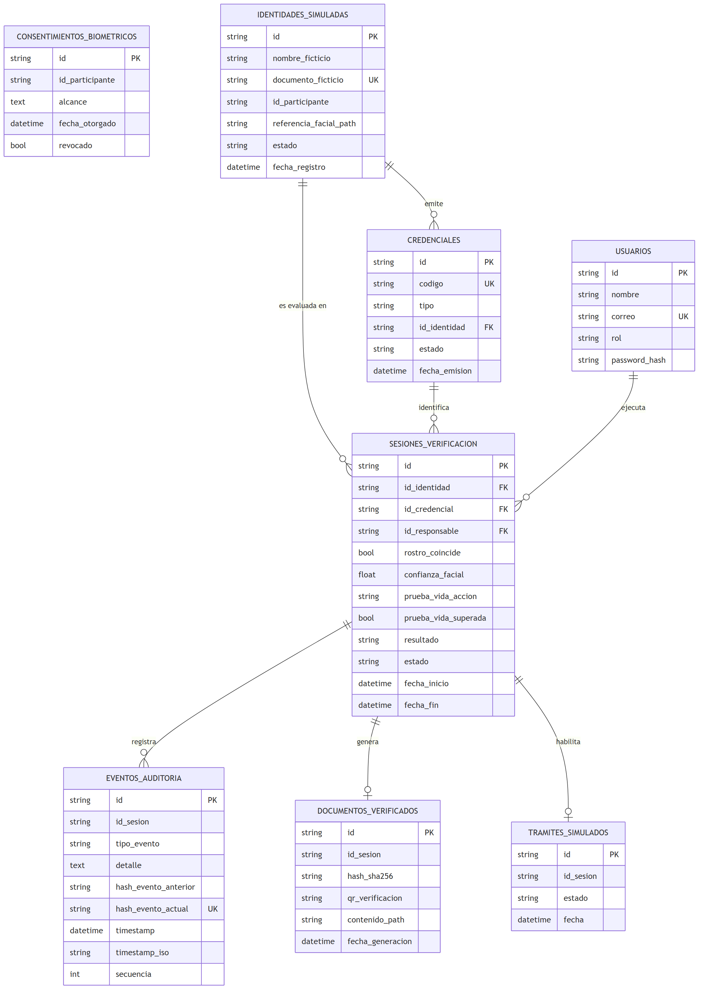 CONSENTIMIENTOS_BIOMETRICOS
string id PK
string id_participante
text alcance
datetime fecha_otorgado
bool revocado
IDENTIDADES_SIMULADAS
string id PK
string nombre_ficticio
string documento_ficticio UK
string id_participante
string referencia_facial_path
string estado
datetime fecha_registro
emite
es evaluada en
CREDENCIALES
string id PK
string codigo UK
string tipo
string id_identidad FK
string estado
datetime fecha_emision
USUARIOS
string id PK
string nombre
string correo UK
string rol
string password_hash
identifica
ejecuta
SESIONES_VERIFICACION
string id PK
string id_identidad FK
string id_credencial FK
string id_responsable FK
bool rostro_coincide
float confianza_facial
string prueba_vida_accion
bool prueba_vida_superada
string resultado
string estado
datetime fecha_inicio
datetime fecha_fin
registra
genera
habilita
EVENTOS_AUDITORIA
string id PK
string id_sesion
string tipo_evento
text detalle
string hash_evento_anterior
string hash_evento_actual UK
datetime timestamp
string timestamp_iso
int secuencia
DOCUMENTOS_VERIFICADOS
string id PK
string id_sesion
string hash_sha256
string qr_verificacion
string contenido_path
datetime fecha_generacion
TRAMITES_SIMULADOS
string id PK
string id_sesion
string estado
datetime fecha